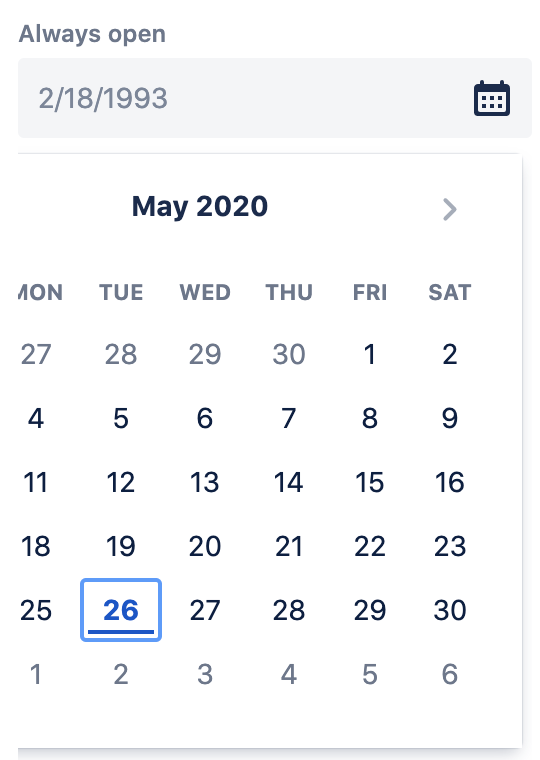 Always open
2/18/1993
May 2020
MON TUE WED THU FRI SAT
27 28 29 30 1 2
4 5 6 7 8 9
11 12 13 14 15 16
18 19 20 21 22 23
25 26 27 28 29 30
1 2 3 4 5 6